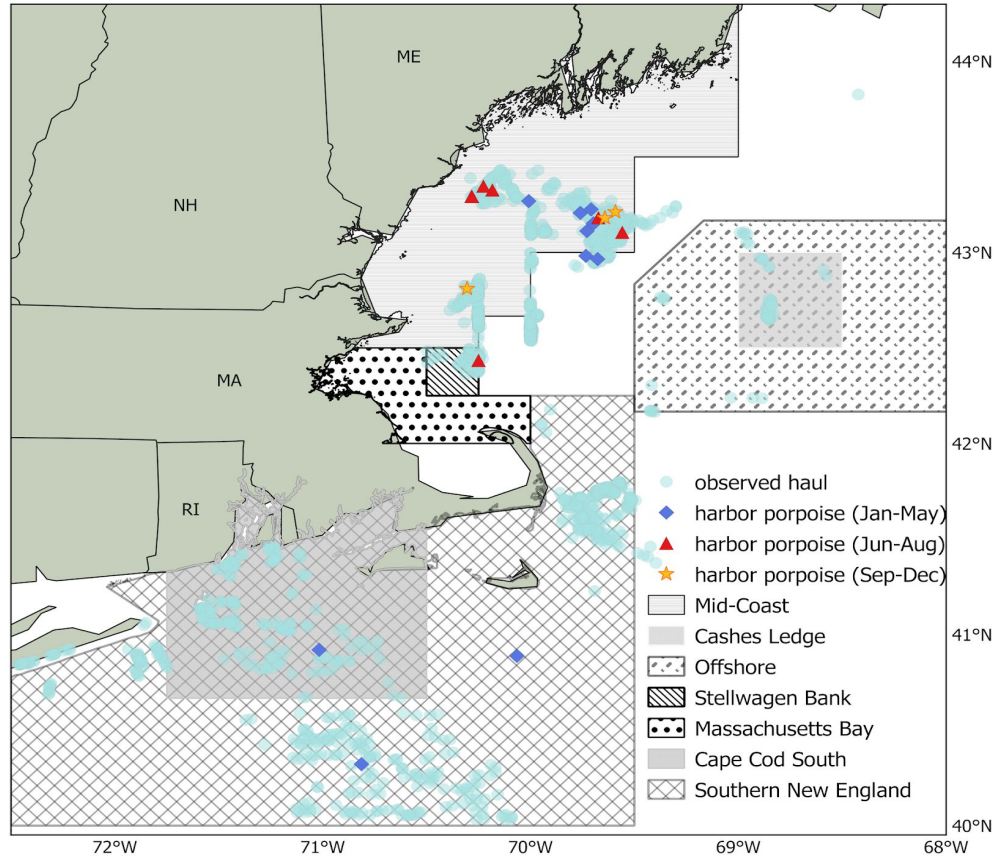 ME
44°N
NH
43°N
MA
42°N
RI
observed haul
harbor porpoise (Jan-May)
harbor porpoise (Jun-Aug)
harbor porpoise (Sep-Dec)
Mid-Coast
41°N
Cashes Ledge
Offshore
Stellwagen Bank
Massachusetts Bay
Cape Cod South
Southern New England
40°N
72°W 71°W 70°W 69°W 68°W